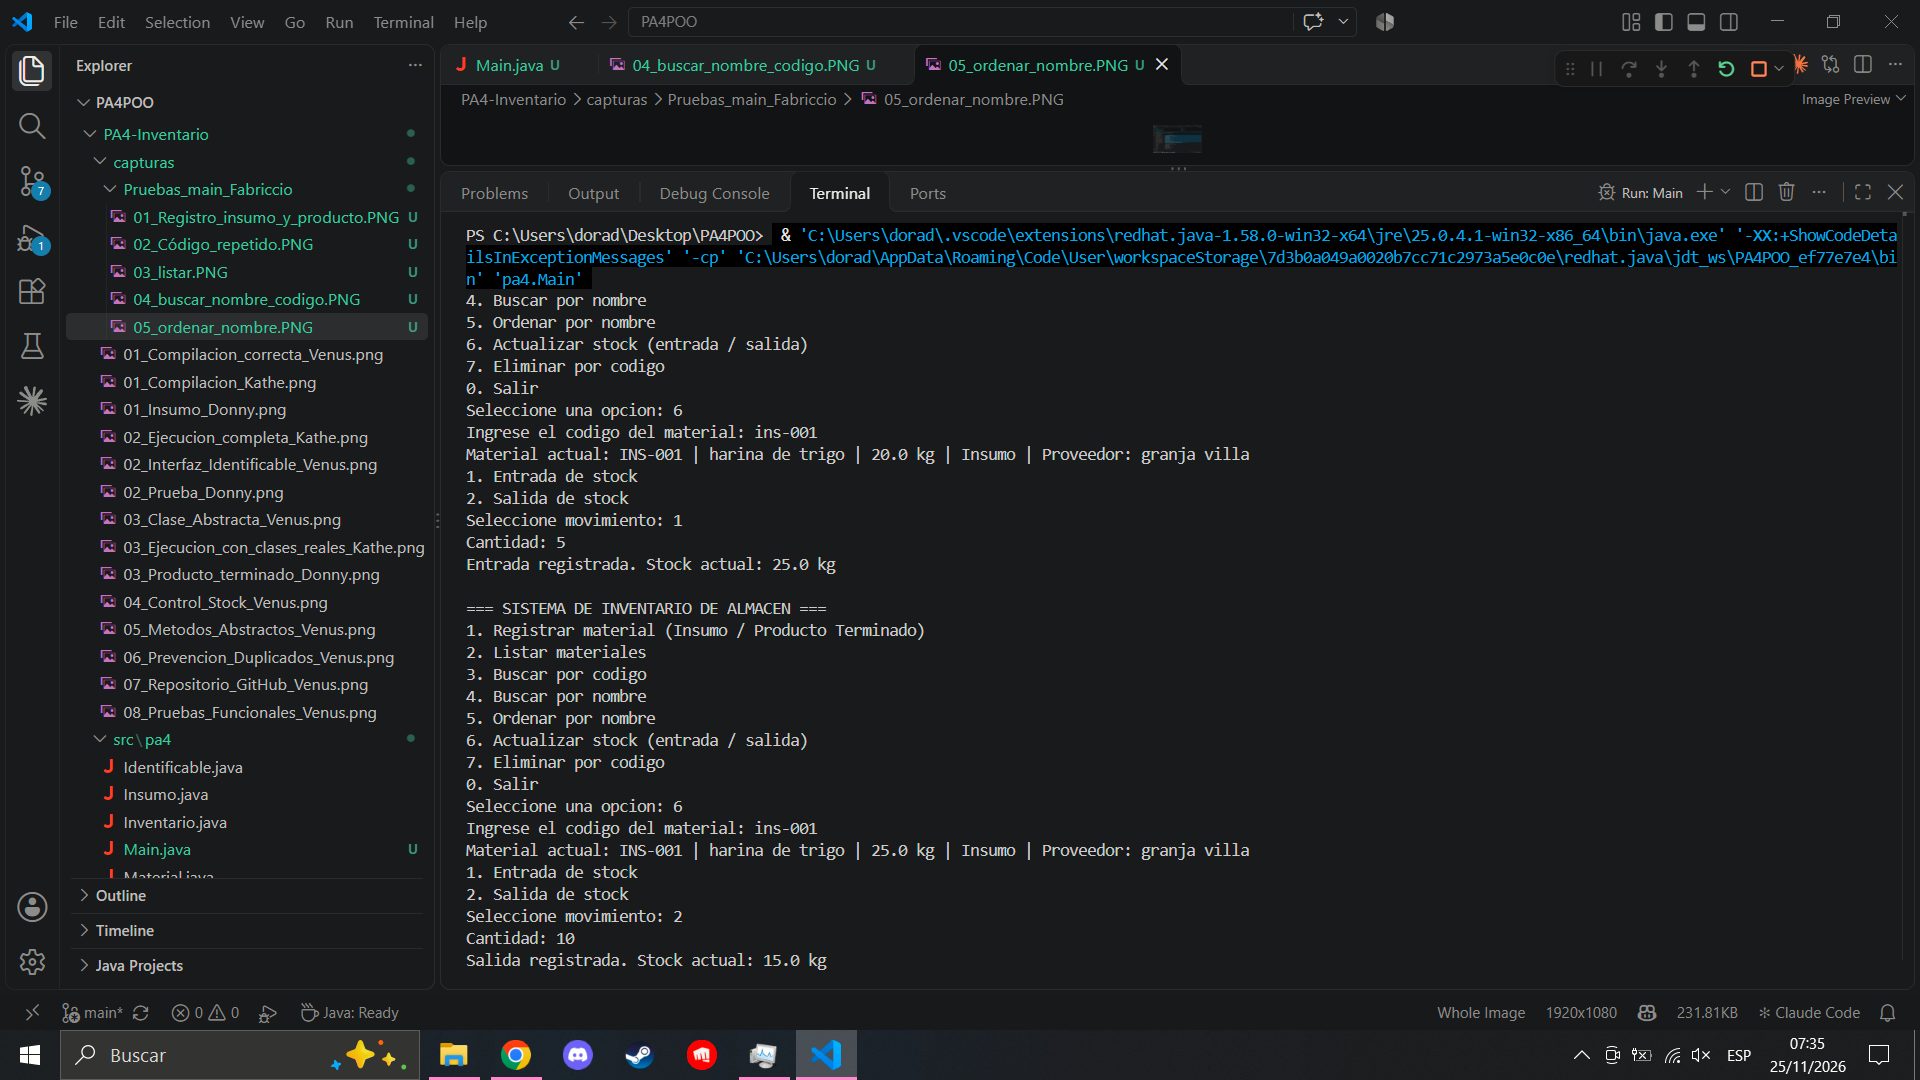 File Edit Selection View Go Run Terminal Help
PA4POO
Explorer
PA4POO
PA4-Inventario
capturas
Pruebas_main_Fabriccio
01_Registro_insumo_y_producto.PNG U
02_Código_repetido.PNG U
03_listar.PNG U
04_buscar_nombre_codigo.PNG U
05_ordenar_nombre.PNG U
01_Compilacion_correcta_Venus.png
01_Compilacion_Kathe.png
01_Insumo_Donny.png
02_Ejecucion_completa_Kathe.png
02_Interfaz_Identificable_Venus.png
02_Prueba_Donny.png
03_Clase_Abstracta_Venus.png
03_Ejecucion_con_clases_reales_Kathe.png
03_Producto_terminado_Donny.png
04_Control_Stock_Venus.png
05_Metodos_Abstractos_Venus.png
06_Prevencion_Duplicados_Venus.png
07_Repositorio_GitHub_Venus.png
08_Pruebas_Funcionales_Venus.png
src\pa4
Identificable.java
Insumo.java
Inventario.java
Main.java U
Material.java
Outline
Timeline
Java Projects
7
1
Main.java U
04_buscar_nombre_codigo.PNG U
05_ordenar_nombre.PNG U
PA4-Inventario > capturas > Pruebas_main_Fabriccio > 05_ordenar_nombre.PNG
Image Preview
Problems Output Debug Console Terminal Ports
Run: Main
PS C:\Users\dorad\Desktop\PA4POO> & 'C:\Users\dorad\.vscode\extensions\redhat.java-1.58.0-win32-x64\jre\25.0.4.1-win32-x86_64\bin\java.exe' '-XX:+ShowCodeDeta
ilsInExceptionMessages' '-cp' 'C:\Users\dorad\AppData\Roaming\Code\User\workspaceStorage\7d3b0a049a0020b7cc71c2973a5e0c0e\redhat.java\jdt_ws\PA4POO_ef77e7e4\bi
n' 'pa4.Main'
4. Buscar por nombre
5. Ordenar por nombre
6. Actualizar stock (entrada / salida)
7. Eliminar por codigo
0. Salir
Seleccione una opcion: 6
Ingrese el codigo del material: ins-001
Material actual: INS-001 | harina de trigo | 20.0 kg | Insumo | Proveedor: granja villa
1. Entrada de stock
2. Salida de stock
Seleccione movimiento: 1
Cantidad: 5
Entrada registrada. Stock actual: 25.0 kg
=== SISTEMA DE INVENTARIO DE ALMACEN ===
1. Registrar material (Insumo / Producto Terminado)
2. Listar materiales
3. Buscar por codigo
4. Buscar por nombre
5. Ordenar por nombre
6. Actualizar stock (entrada / salida)
7. Eliminar por codigo
0. Salir
Seleccione una opcion: 6
Ingrese el codigo del material: ins-001
Material actual: INS-001 | harina de trigo | 25.0 kg | Insumo | Proveedor: granja villa
1. Entrada de stock
2. Salida de stock
Seleccione movimiento: 2
Cantidad: 10
Salida registrada. Stock actual: 15.0 kg
main* 0 0 Java: Ready
Whole Image 1920x1080 231.81KB Claude Code
Buscar
ESP
07:35
25/11/2026